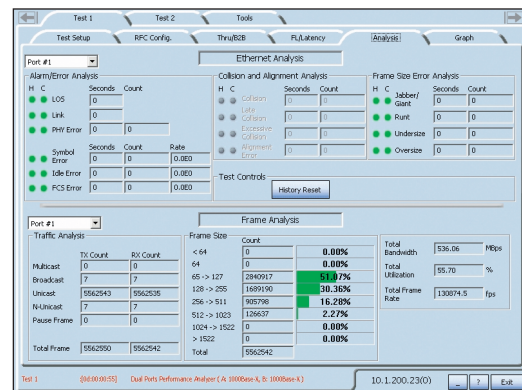 Test 1 Test 2 Tools
Test Setup RFC Config. Thru/B2B FL/Latency Analysis Graph
Port #1 Ethernet Analysis
Alarm/Error Analysis Collision and Alignment Analysis Frame Size Error Analysis
H C Seconds Count H C Seconds Count H C Seconds Count
LOS 0 Collision 0 0 Jabber/ Giant 0 0
Link 0 Late Collision 0 0 Runt 0 0
PHY Error 0 0 Excessive Collision 0 0 Undersize 0 0
Alignment Error 0 0 Oversize 0 0
Seconds Count Rate
Symbol Error 0 0 0.0E0
Idle Error 0 0 0.0E0
FCS Error 0 0 0.0E0
Test Controls
History Reset
Port #1 Frame Analysis
Traffic Analysis
TX Count RX Count
Multicast 0 0
Broadcast 7 7
Unicast 5562543 5562535
N-Unicast 7 7
Pause Frame 0 0
Total Frame 5562550 5562542
Frame Size
Count
< 64 0 0.00%
64 0 0.00%
65 -> 127 2840917 51.07%
128 -> 255 1689190 30.36%
256 -> 511 905798 16.28%
512 -> 1023 126637 2.27%
1024 -> 1522 0 0.00%
> 1522 0 0.00%
Total 5562542
Total Bandwidth 536.06 MBps
Total Utilization 55.70 %
Total Frame Rate 130874.5 fps
Test 1 [0d:00:00:55] Dual Ports Performance Analyzer ( A: 1000Base-X, B: 1000Base-X ) 10.1.200.23(0) _ ? Exit